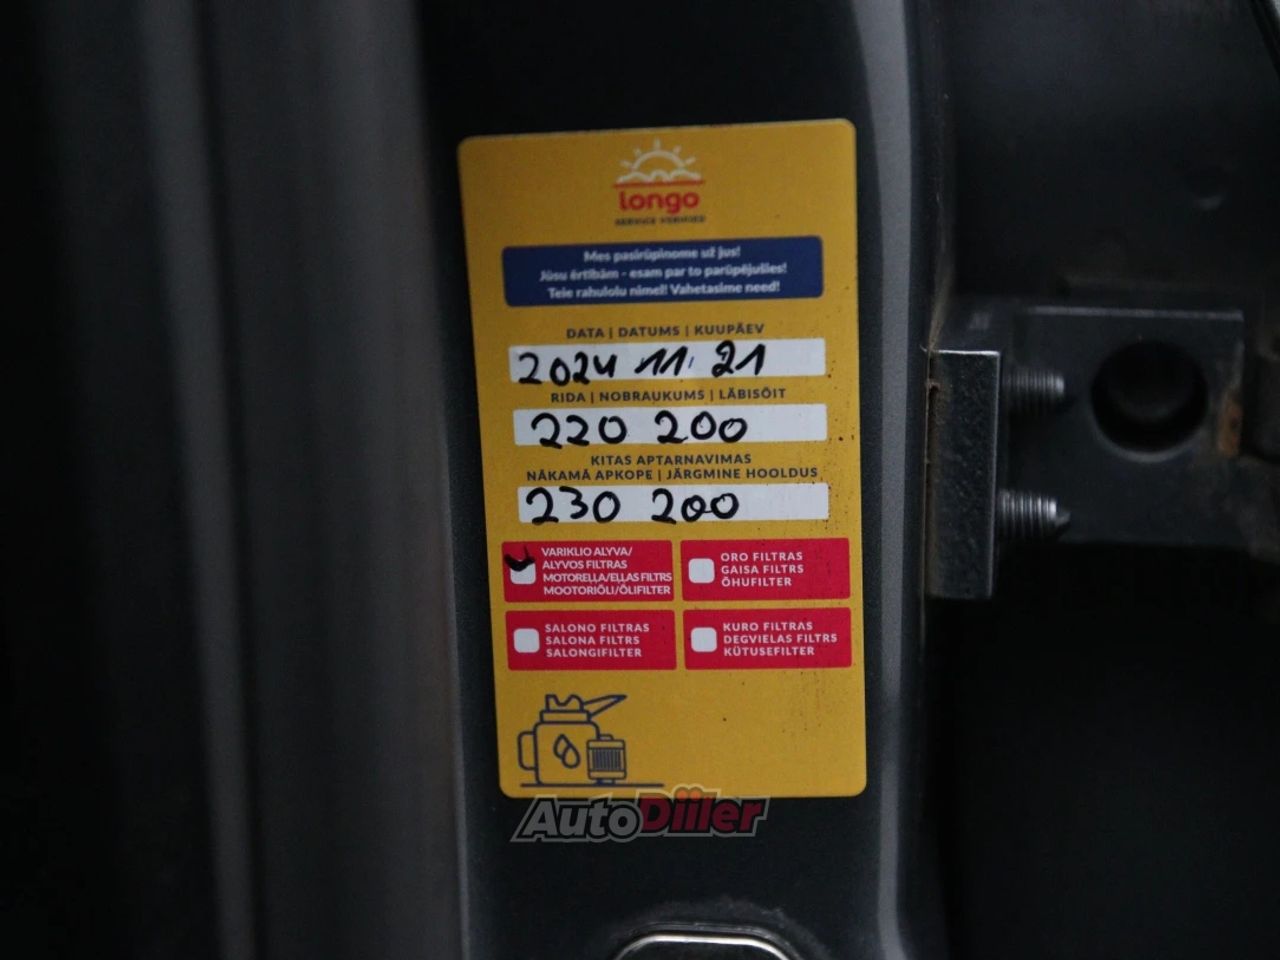 longo
SERVICE VERIFIED
Mes pasirūpinome už jus!
Jūsu ērtībām - esam par to parūpējušies!
Teie rahulolu nimel! Vahetasime need!
DATA | DATUMS | KUUPÄEV
2024 11 21
RIDA | NOBRAUKUMS | LÄBISÕIT
220 200
KITAS APTARNAVIMAS
NĀKAMĀ APKOPE | JÄRGMINE HOOLDUS
230 200
VARIKLIO ALYVA/
ALYVOS FILTRAS
MOTOREĻĻA/EĻĻAS FILTRS
MOOTORIÕLI/ÕLIFILTER
ORO FILTRAS
GAISA FILTRS
ÕHUFILTER
SALONO FILTRAS
SALONA FILTRS
SALONGIFILTER
KURO FILTRAS
DEGVIELAS FILTRS
KÜTUSEFILTER
AutoDiiler